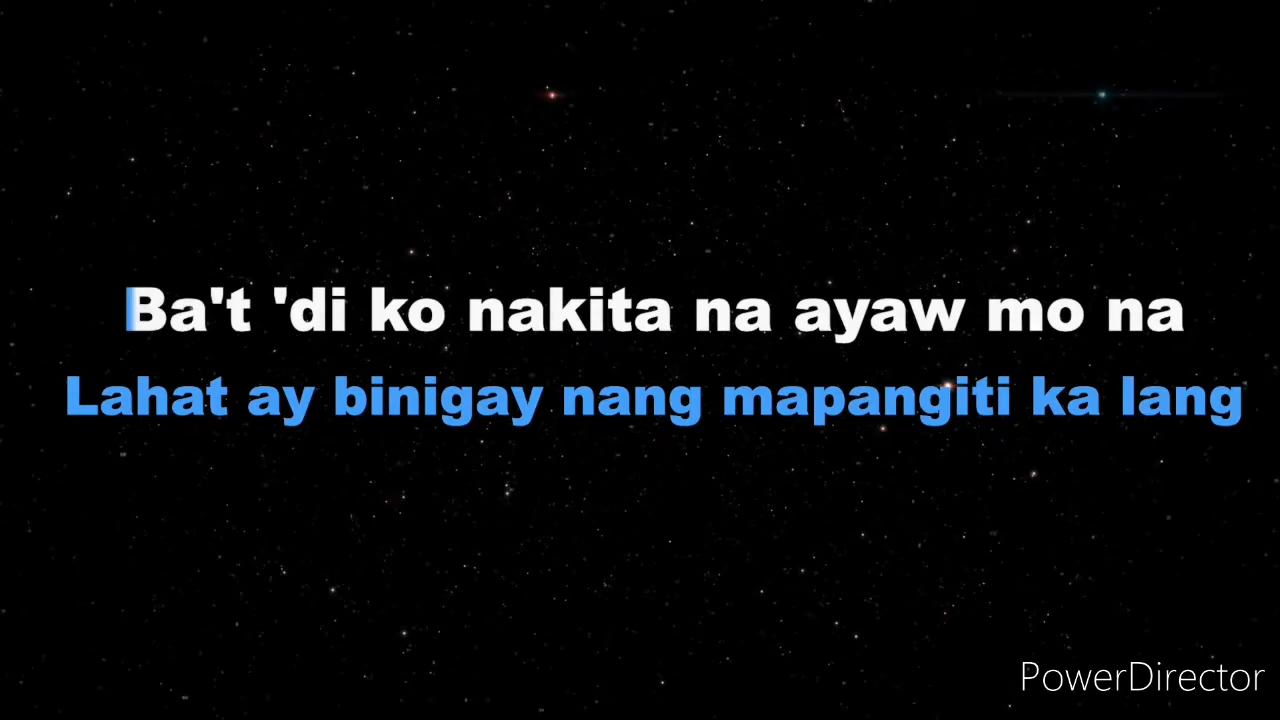 Ba't 'di ko nakita na ayaw mo na
Lahat ay binigay nang mapangiti ka lang
PowerDirector